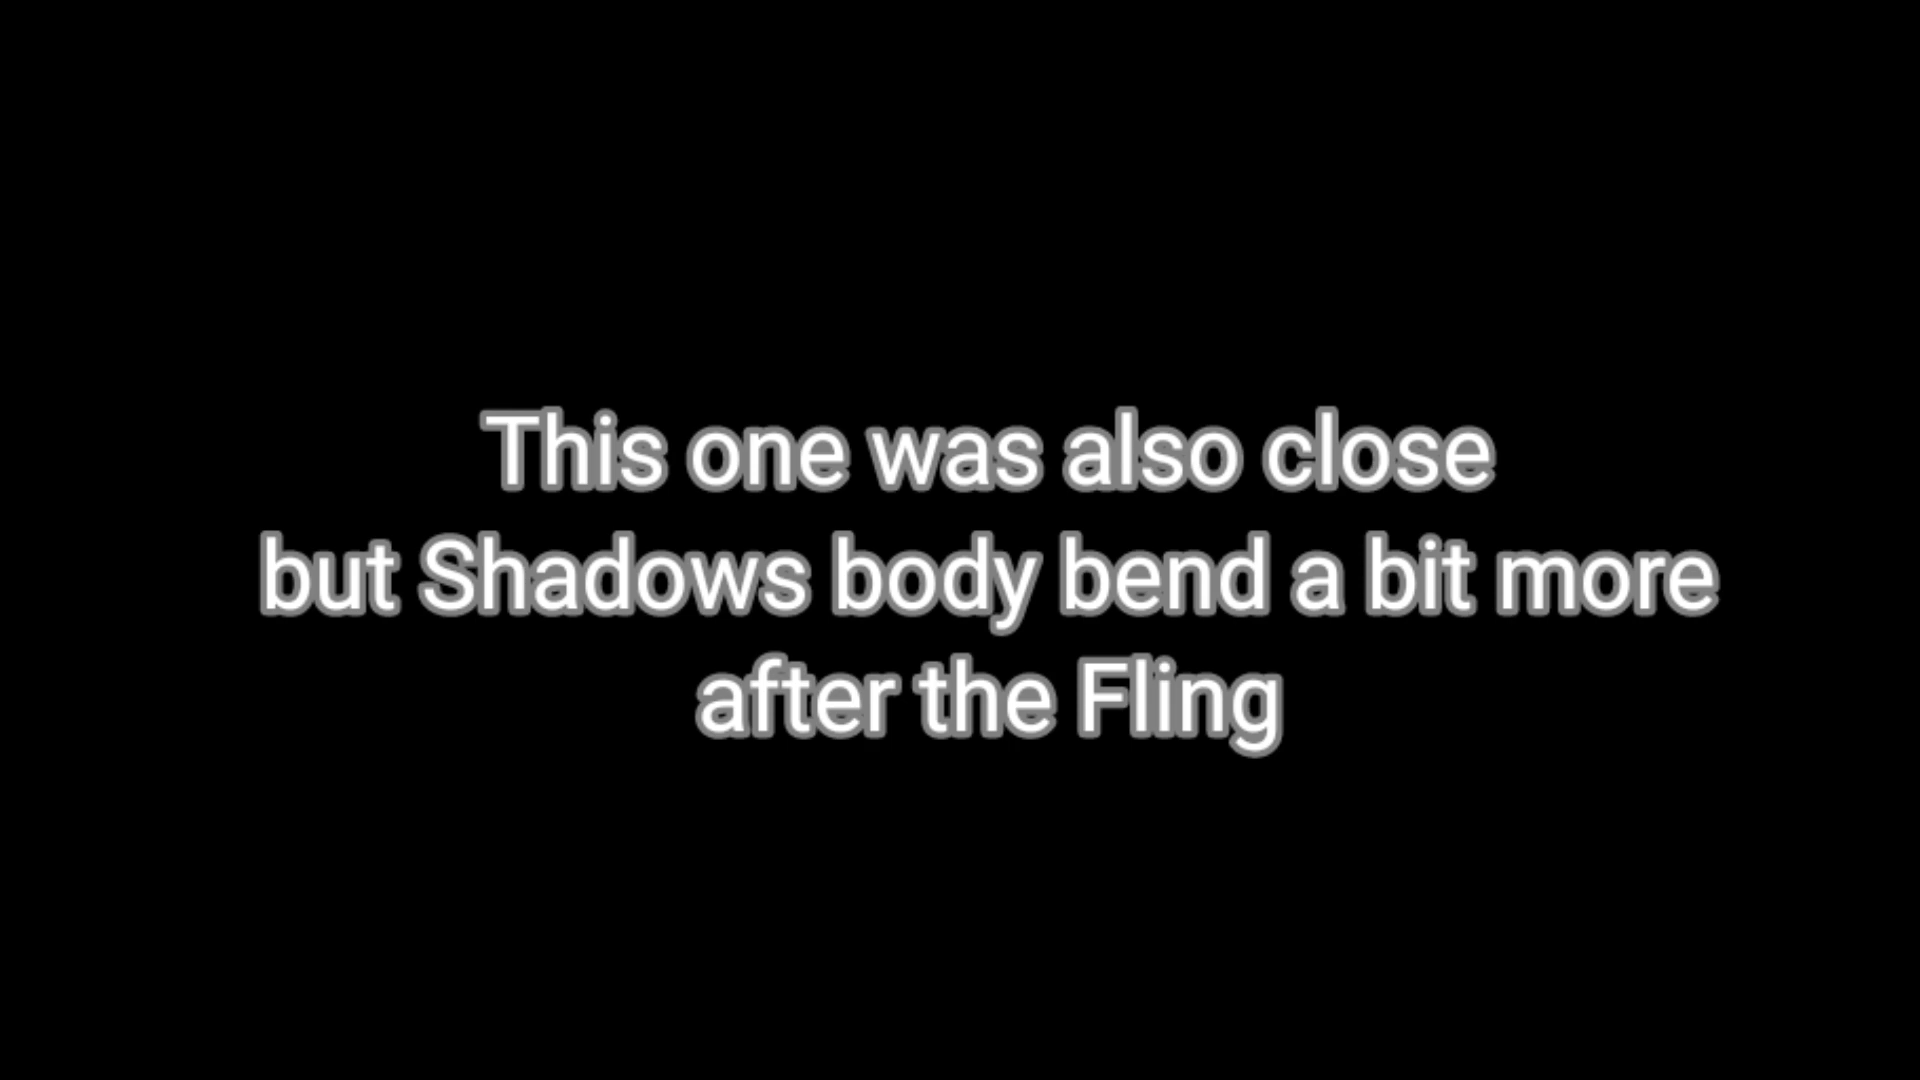 This one was also close
but Shadows body bend a bit more
after the Fling